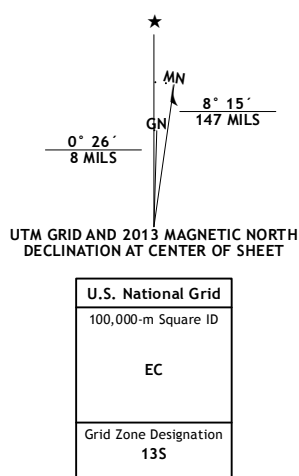 ★
MN
GN
8° 15´
147 MILS
0° 26´
8 MILS
UTM GRID AND 2013 MAGNETIC NORTH
DECLINATION AT CENTER OF SHEET
U.S. National Grid
100,000-m Square ID
EC
Grid Zone Designation
13S